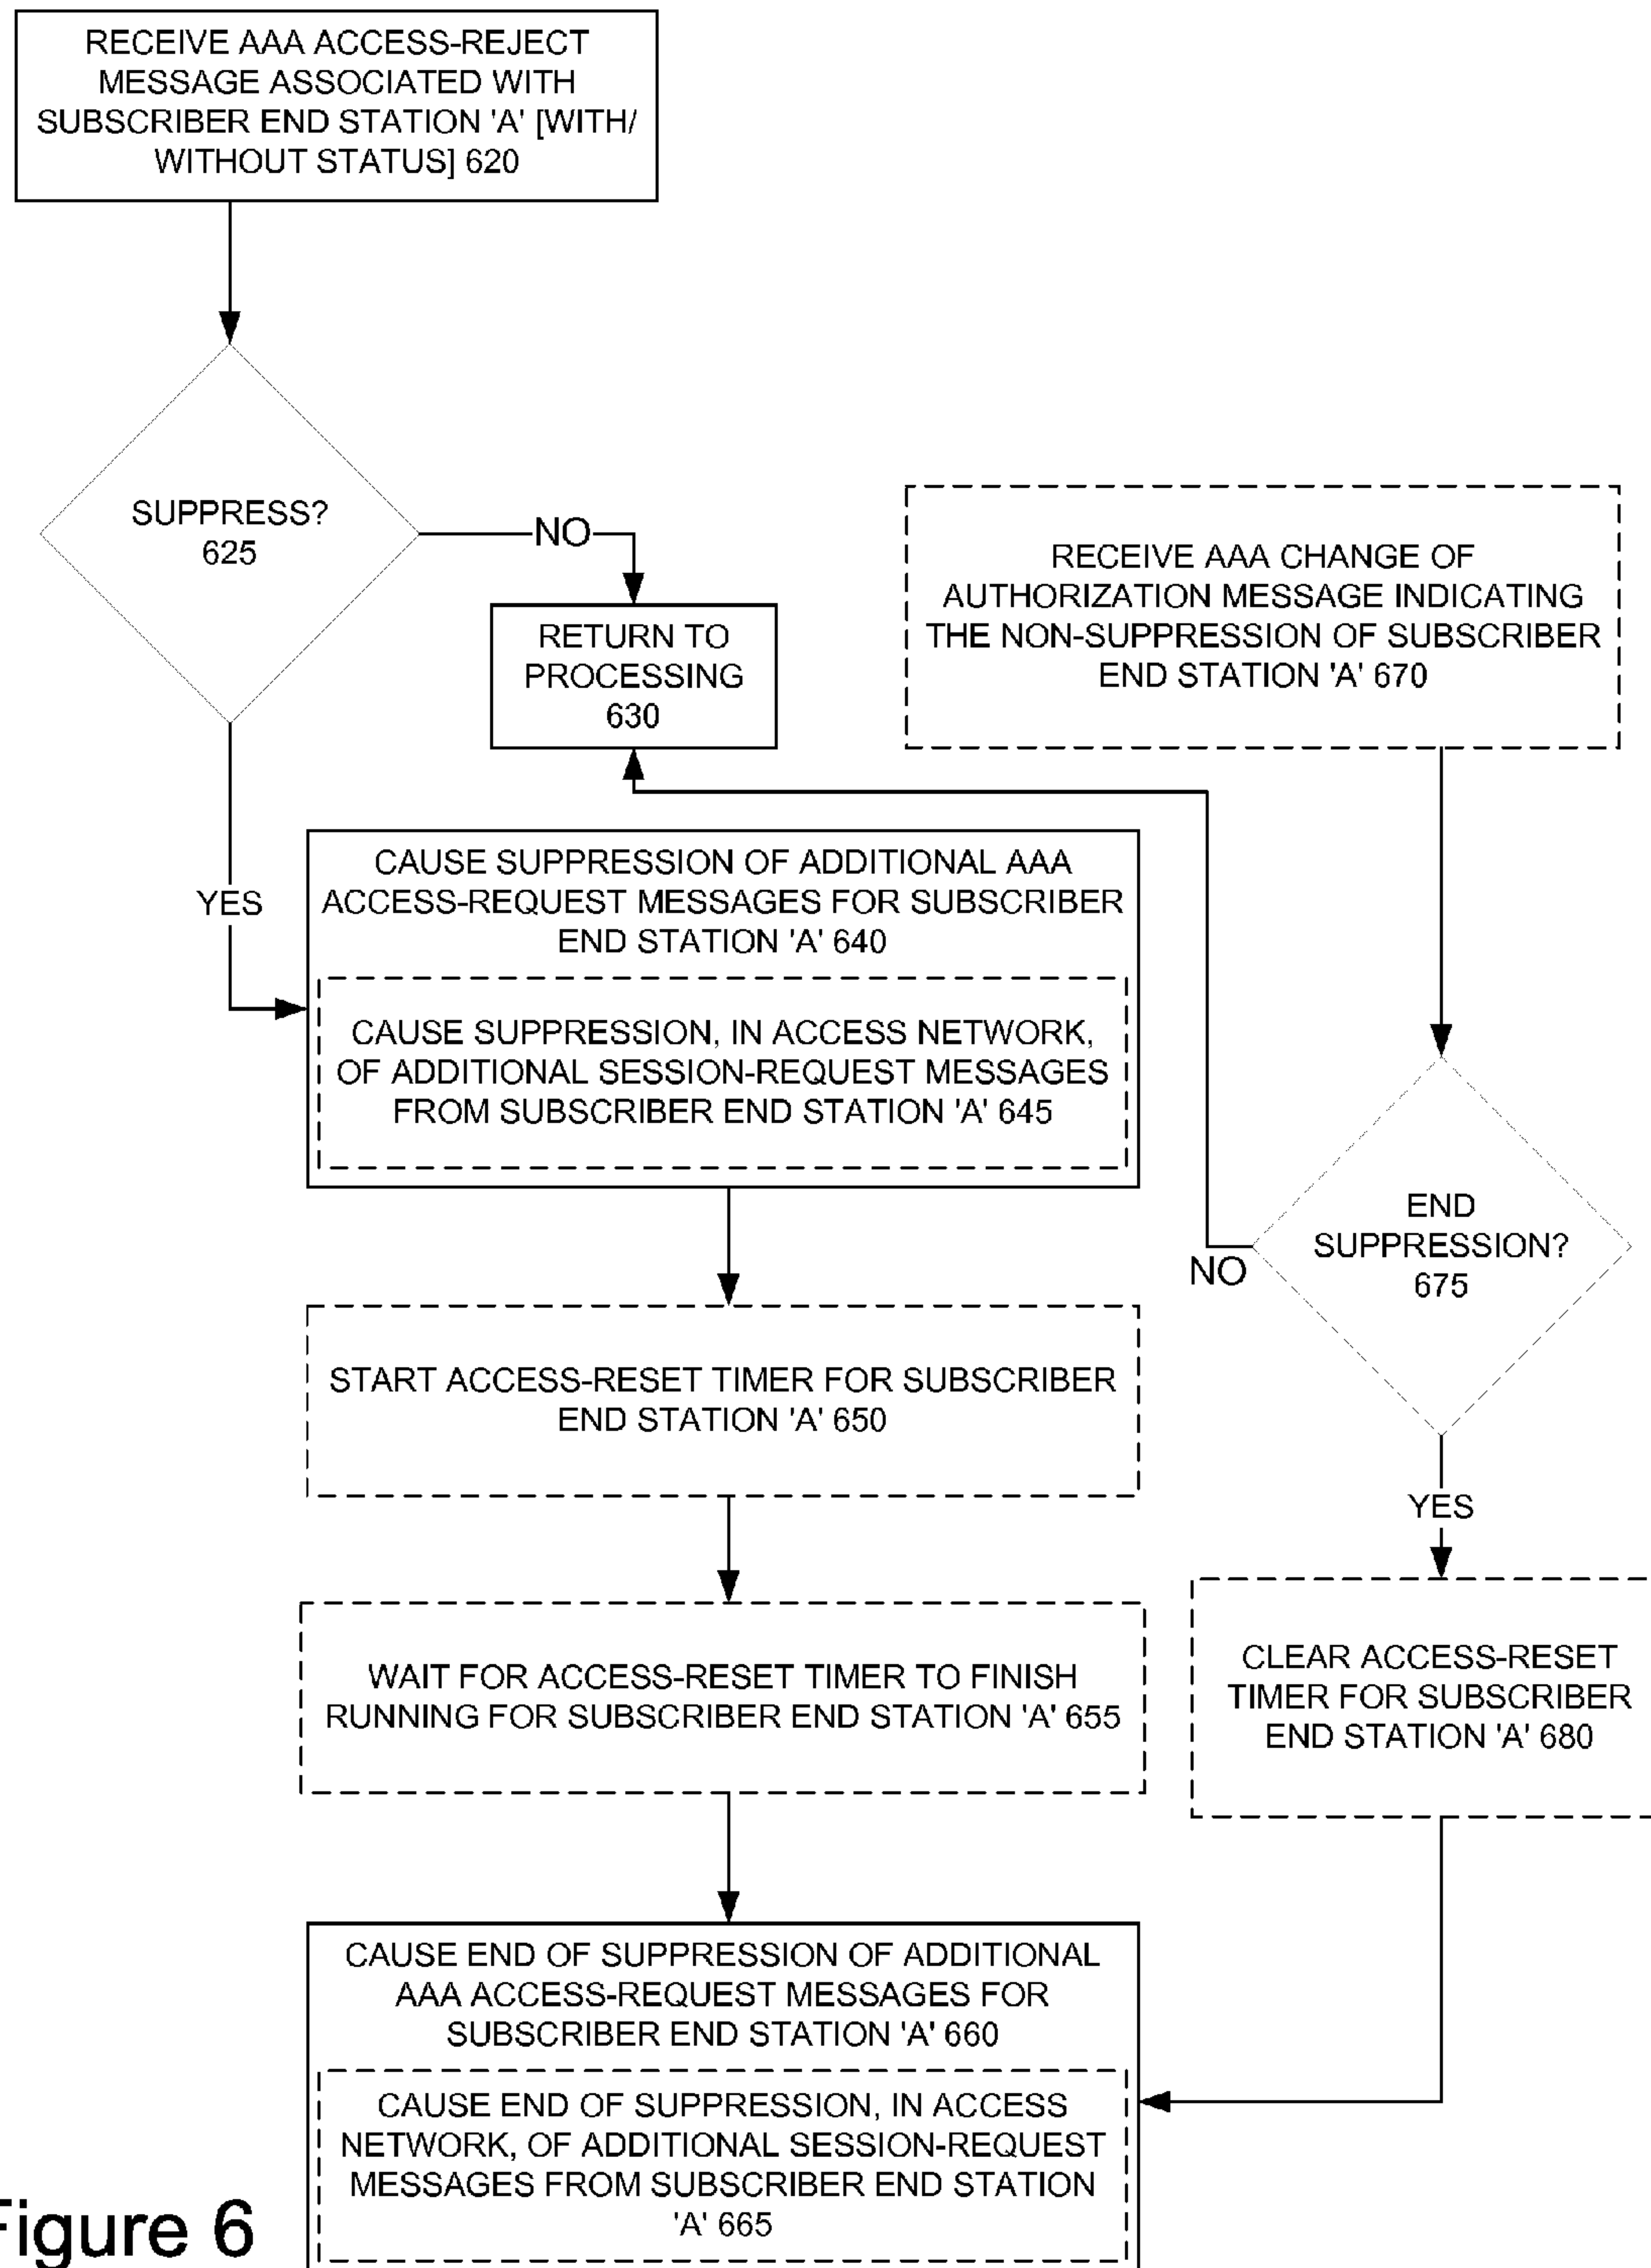 RECEIVE AAA ACCESS-REJECT
MESSAGE ASSOCIATED WITH
SUBSCRIBER END STATION 'A' [WITH/
WITHOUT STATUS] 620
SUPPRESS?
625
NO
RETURN TO
PROCESSING
630
RECEIVE AAA CHANGE OF
AUTHORIZATION MESSAGE INDICATING
THE NON-SUPPRESSION OF SUBSCRIBER
END STATION 'A' 670
YES
CAUSE SUPPRESSION OF ADDITIONAL AAA
ACCESS-REQUEST MESSAGES FOR SUBSCRIBER
END STATION 'A' 640
CAUSE SUPPRESSION, IN ACCESS NETWORK,
OF ADDITIONAL SESSION-REQUEST MESSAGES
FROM SUBSCRIBER END STATION 'A' 645
END
SUPPRESSION?
675
NO
START ACCESS-RESET TIMER FOR SUBSCRIBER
END STATION 'A' 650
YES
WAIT FOR ACCESS-RESET TIMER TO FINISH
RUNNING FOR SUBSCRIBER END STATION 'A' 655
CLEAR ACCESS-RESET
TIMER FOR SUBSCRIBER
END STATION 'A' 680
CAUSE END OF SUPPRESSION OF ADDITIONAL
AAA ACCESS-REQUEST MESSAGES FOR
SUBSCRIBER END STATION 'A' 660
CAUSE END OF SUPPRESSION, IN ACCESS
NETWORK, OF ADDITIONAL SESSION-REQUEST
MESSAGES FROM SUBSCRIBER END STATION
'A' 665
Figure 6